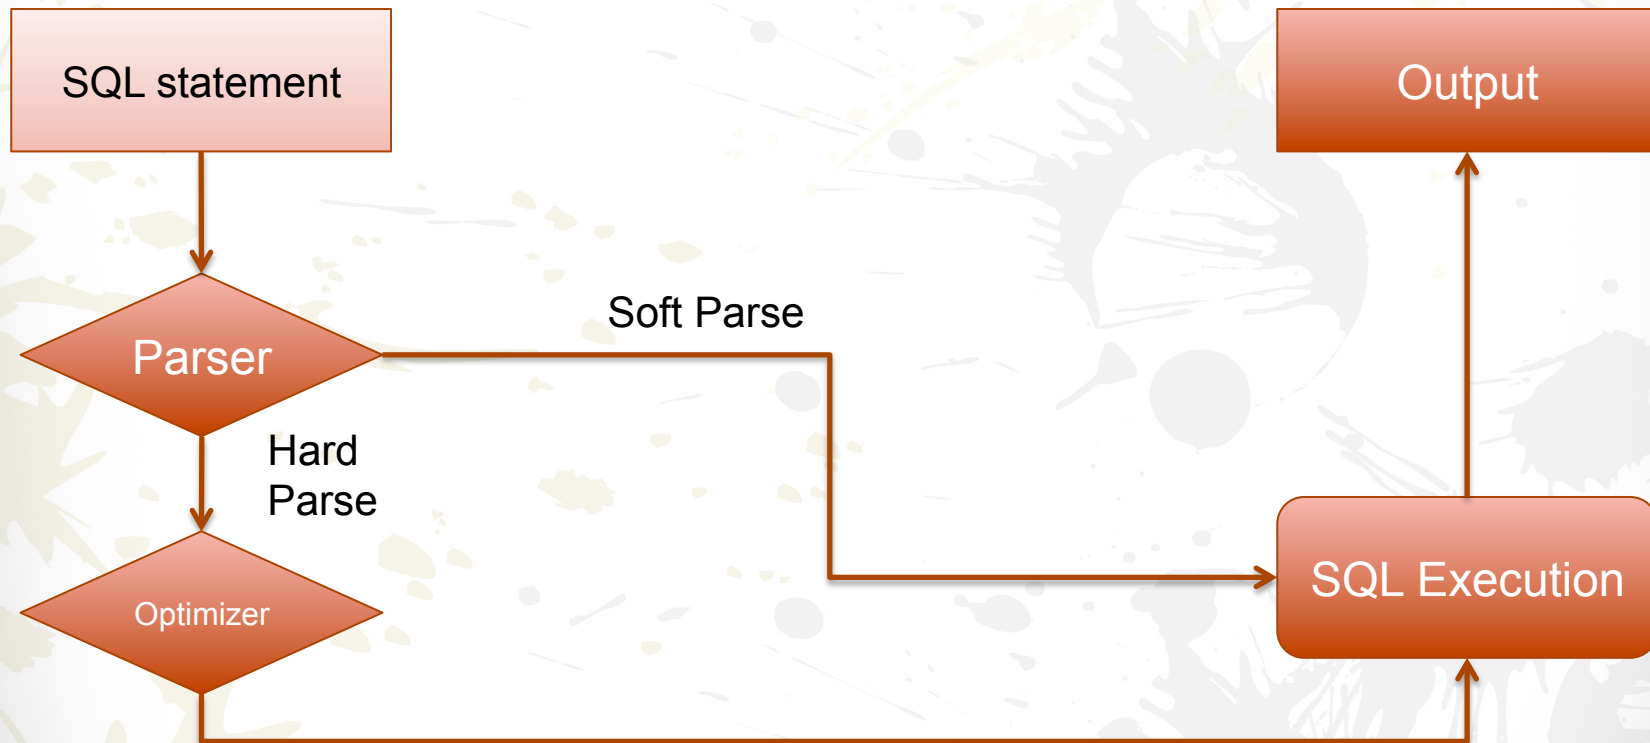 SQL statement
Output
Parser
Soft Parse
Hard
Parse
Optimizer
SQL Execution